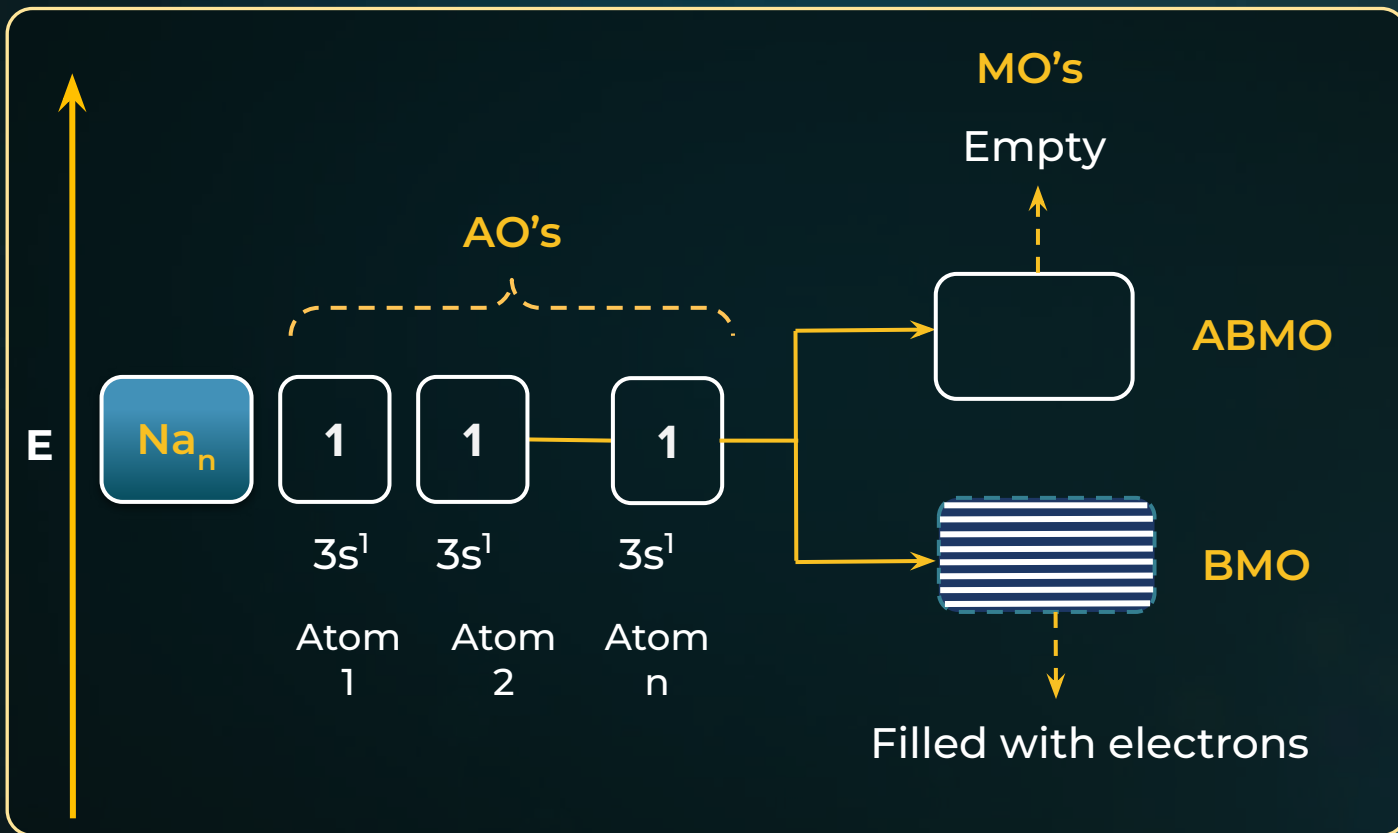 MO’s
Empty
AO’s
ABMO
E
Na_n
1
1
1
3s¹
3s¹
3s¹
BMO
Atom
1
Atom
2
Atom
n
Filled with electrons